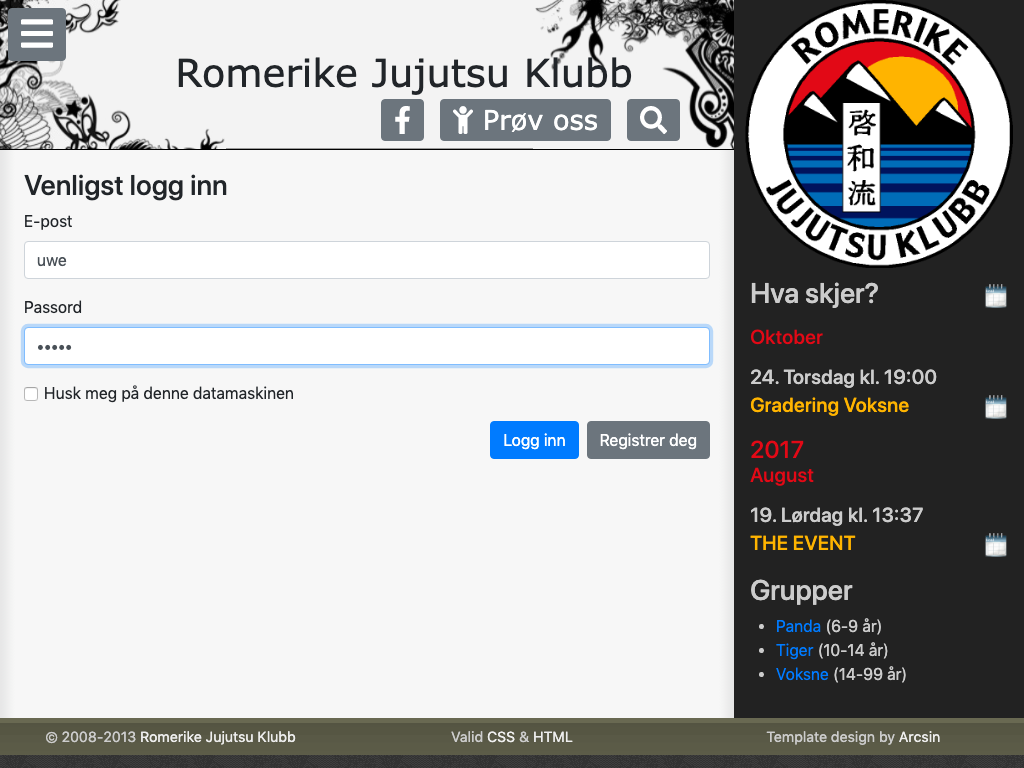 Romerike Jujutsu Klubb
Prøv oss
Venligst logg inn
E-post
uwe
Passord
•••••
Husk meg på denne datamaskinen
Logg inn
Registrer deg
ROMERIKE
啓和流
JUJUTSU KLUBB
Hva skjer?
Oktober
24. Torsdag kl. 19:00
Gradering Voksne
2017
August
19. Lørdag kl. 13:37
THE EVENT
Grupper
• Panda (6-9 år)
• Tiger (10-14 år)
• Voksne (14-99 år)
© 2008-2013 Romerike Jujutsu Klubb
Valid CSS & HTML
Template design by Arcsin